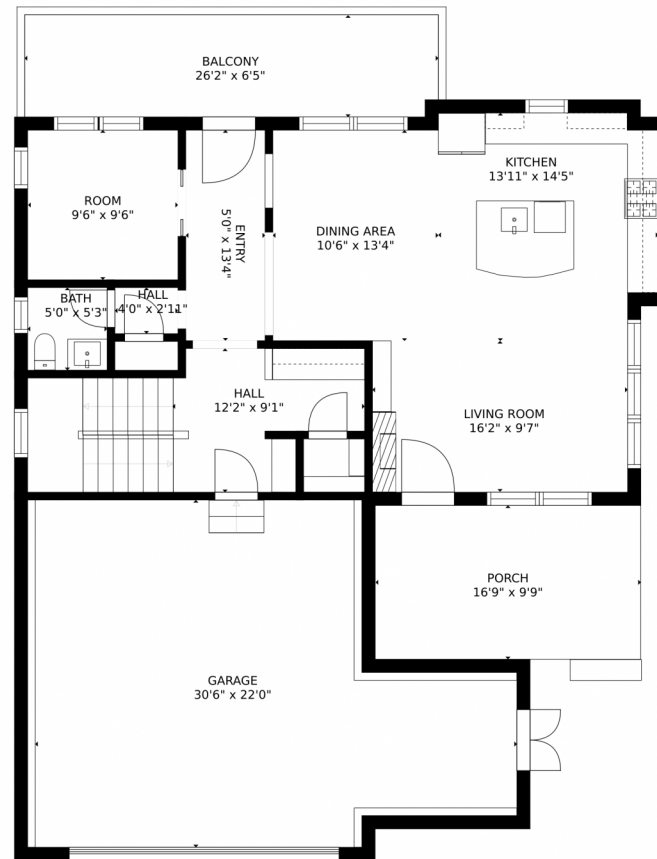 BALCONY
26'2" x 6'5"
KITCHEN
13'11" x 14'5"
ROOM
9'6" x 9'6"
ENTRY
5'0" x 13'4"
DINING AREA
10'6" x 13'4"
BATH
5'0" x 5'3"
HALL
4'0" x 2'11"
HALL
12'2" x 9'1"
LIVING ROOM
16'2" x 9'7"
PORCH
16'9" x 9'9"
GARAGE
30'6" x 22'0"